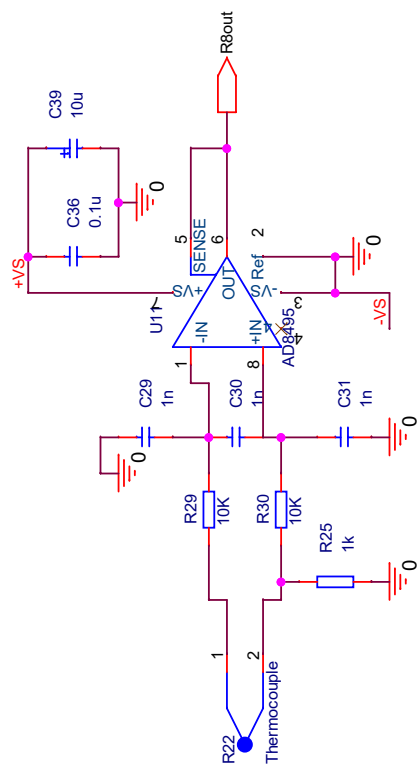 +VS
C39
10u
C36
0.1u
0
R8out
U11
7
+VS
5
SENSE
6
OUT
2
Ref
3
-VS
4
1
-IN
8
+IN
AD8495
0
-VS
C29
1n
0
C30
1n
C31
1n
0
R29
10K
R30
10K
R25
1k
0
1
2
R22
Thermocouple